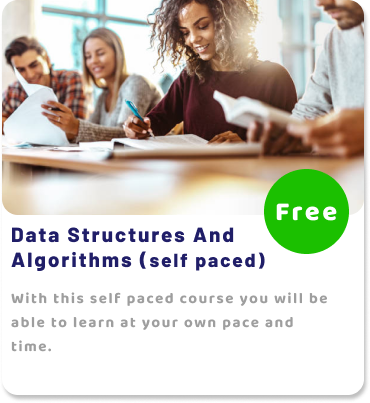 Free
Data Structures And
Algorithms (self paced)
With this self paced course you will be
able to learn at your own pace and
time.